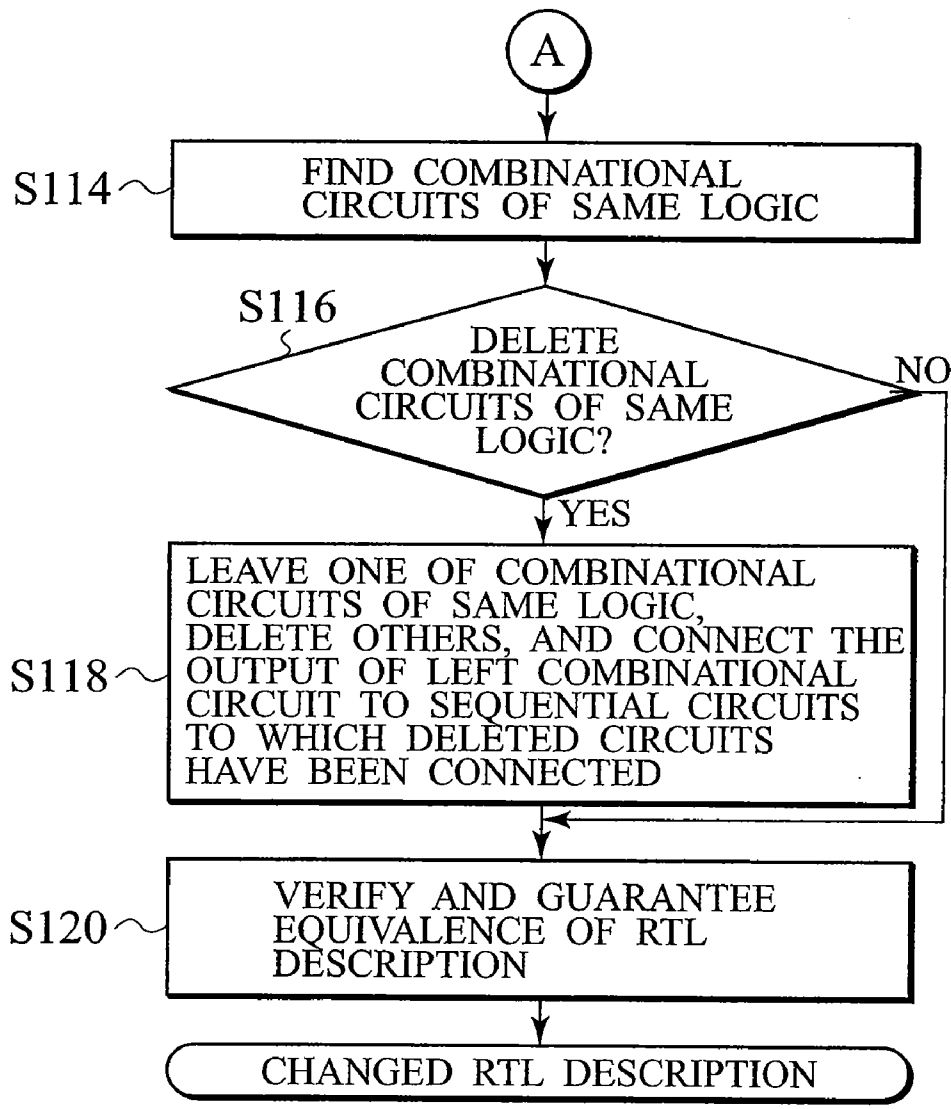 A
S114
FIND COMBINATIONAL
CIRCUITS OF SAME LOGIC
S116
DELETE
COMBINATIONAL
CIRCUITS OF SAME
LOGIC?
NO
YES
S118
LEAVE ONE OF COMBINATIONAL
CIRCUITS OF SAME LOGIC,
DELETE OTHERS, AND CONNECT THE
OUTPUT OF LEFT COMBINATIONAL
CIRCUIT TO SEQUENTIAL CIRCUITS
TO WHICH DELETED CIRCUITS
HAVE BEEN CONNECTED
S120
VERIFY AND GUARANTEE
EQUIVALENCE OF RTL
DESCRIPTION
CHANGED RTL DESCRIPTION